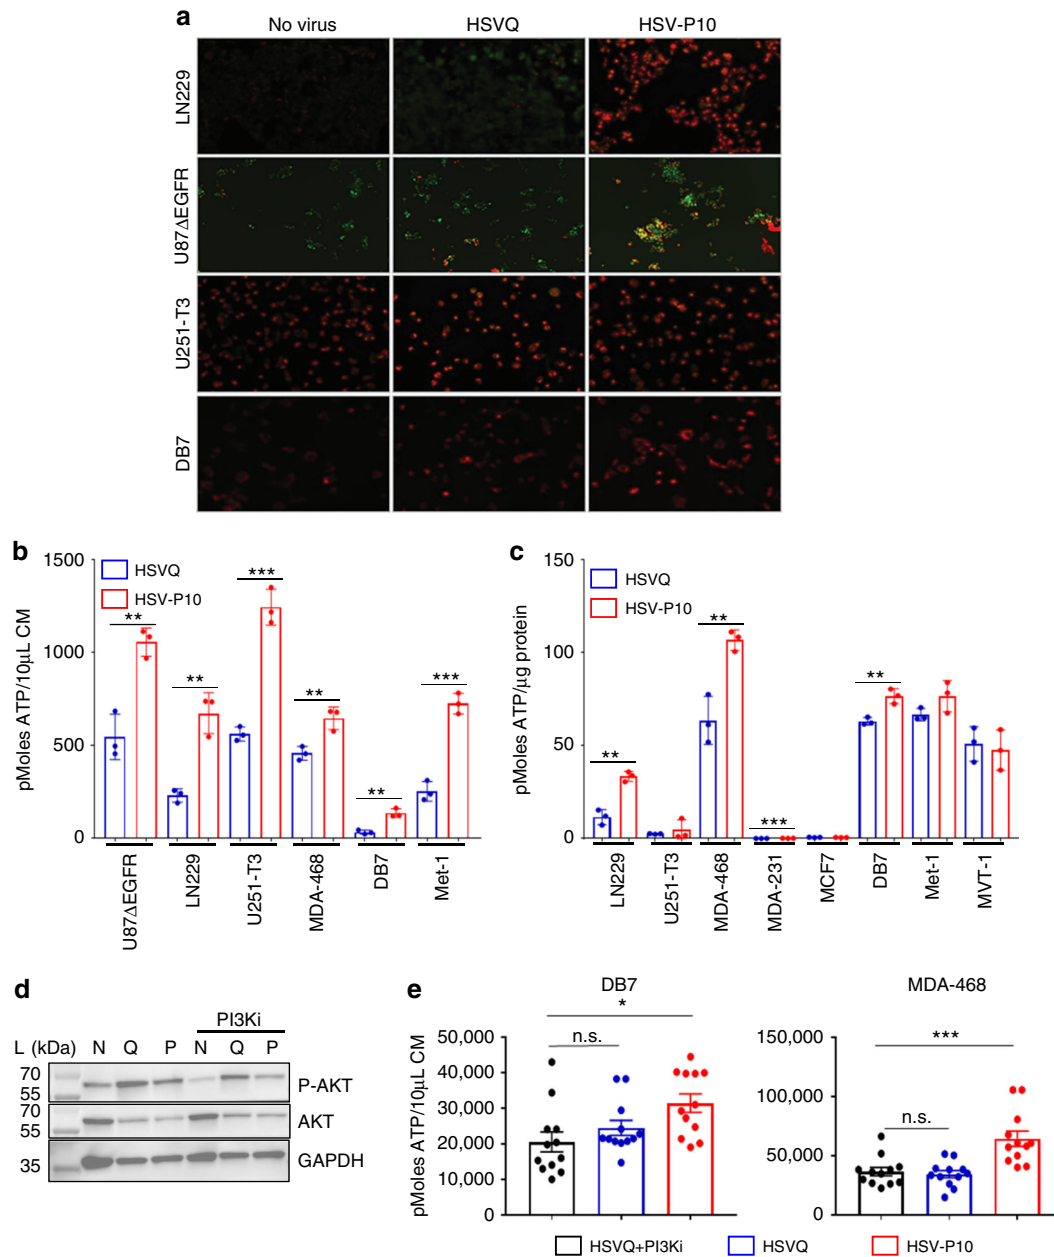 a
No virus HSVQ HSV-P10
LN229
U87ΔEGFR
U251-T3
DB7
b
pMoles ATP/10μL CM
1500
1000
500
0
HSVQ
HSV-P10
** ** *** ** ** ***
U87ΔEGFR LN229 U251-T3 MDA-468 DB7 Met-1
c
pMoles ATP/μg protein
150
100
50
0
HSVQ
HSV-P10
** ** *** **
LN229 U251-T3 MDA-468 MDA-231 MCF7 DB7 Met-1 MVT-1
d
PI3Ki
L (kDa) N Q P N Q P
70
55
P-AKT
70
55
AKT
35
GAPDH
e
DB7
pMoles ATP/10μL CM
50,000
40,000
30,000
20,000
10,000
0
*
n.s.
MDA-468
150,000
100,000
50,000
0
***
n.s.
HSVQ+PI3Ki HSVQ HSV-P10